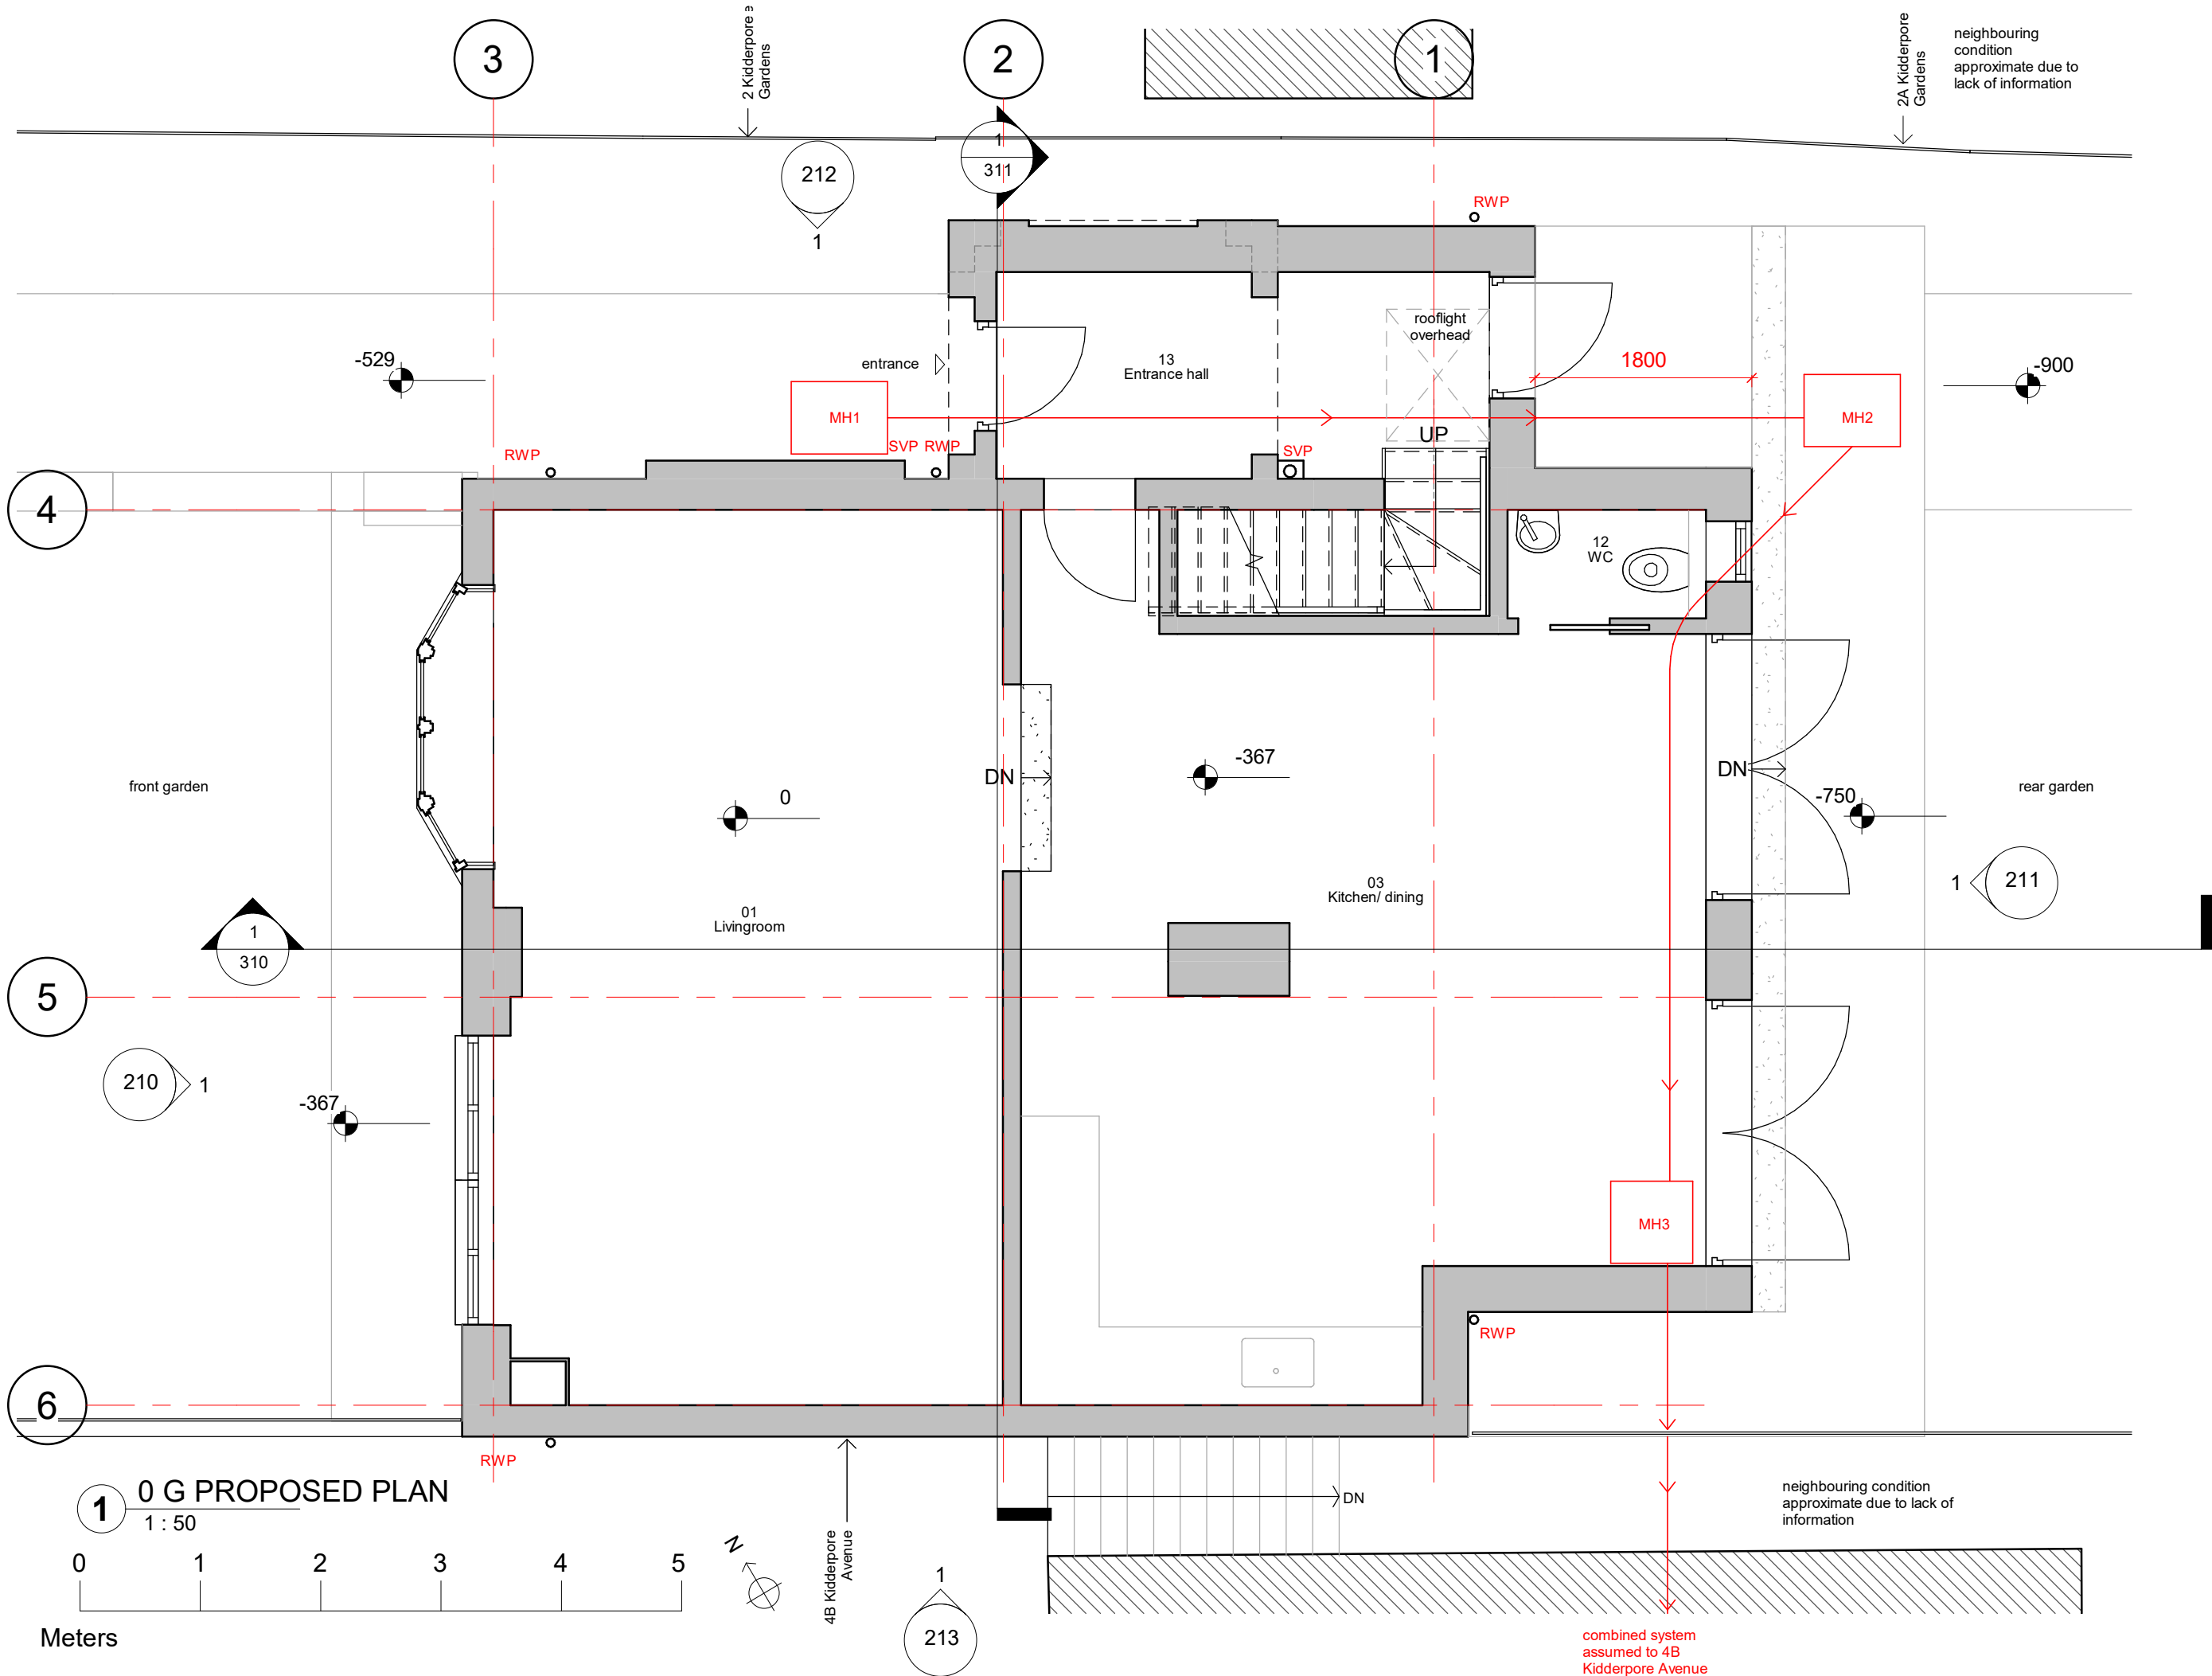 3
2
1
2 Kidderpore
Gardens
2A Kidderpore
Gardens
neighbouring
condition
approximate due to
lack of information
212
1
1
311
RWP
-529
entrance
13
Entrance hall
rooflight
overhead
1800
-900
MH1
MH2
SVP RWP
RWP
SVP
UP
4
12
WC
front garden
0
DN
-367
DN
-750
rear garden
01
Livingroom
03
Kitchen/ dining
1
211
1
310
5
210
1
-367
MH3
RWP
6
RWP
1
0 G PROPOSED PLAN
1 : 50
0 1 2 3 4 5
Meters
N
4B Kidderpore
Avenue
1
213
DN
neighbouring condition
approximate due to lack of
information
combined system
assumed to 4B
Kidderpore Avenue